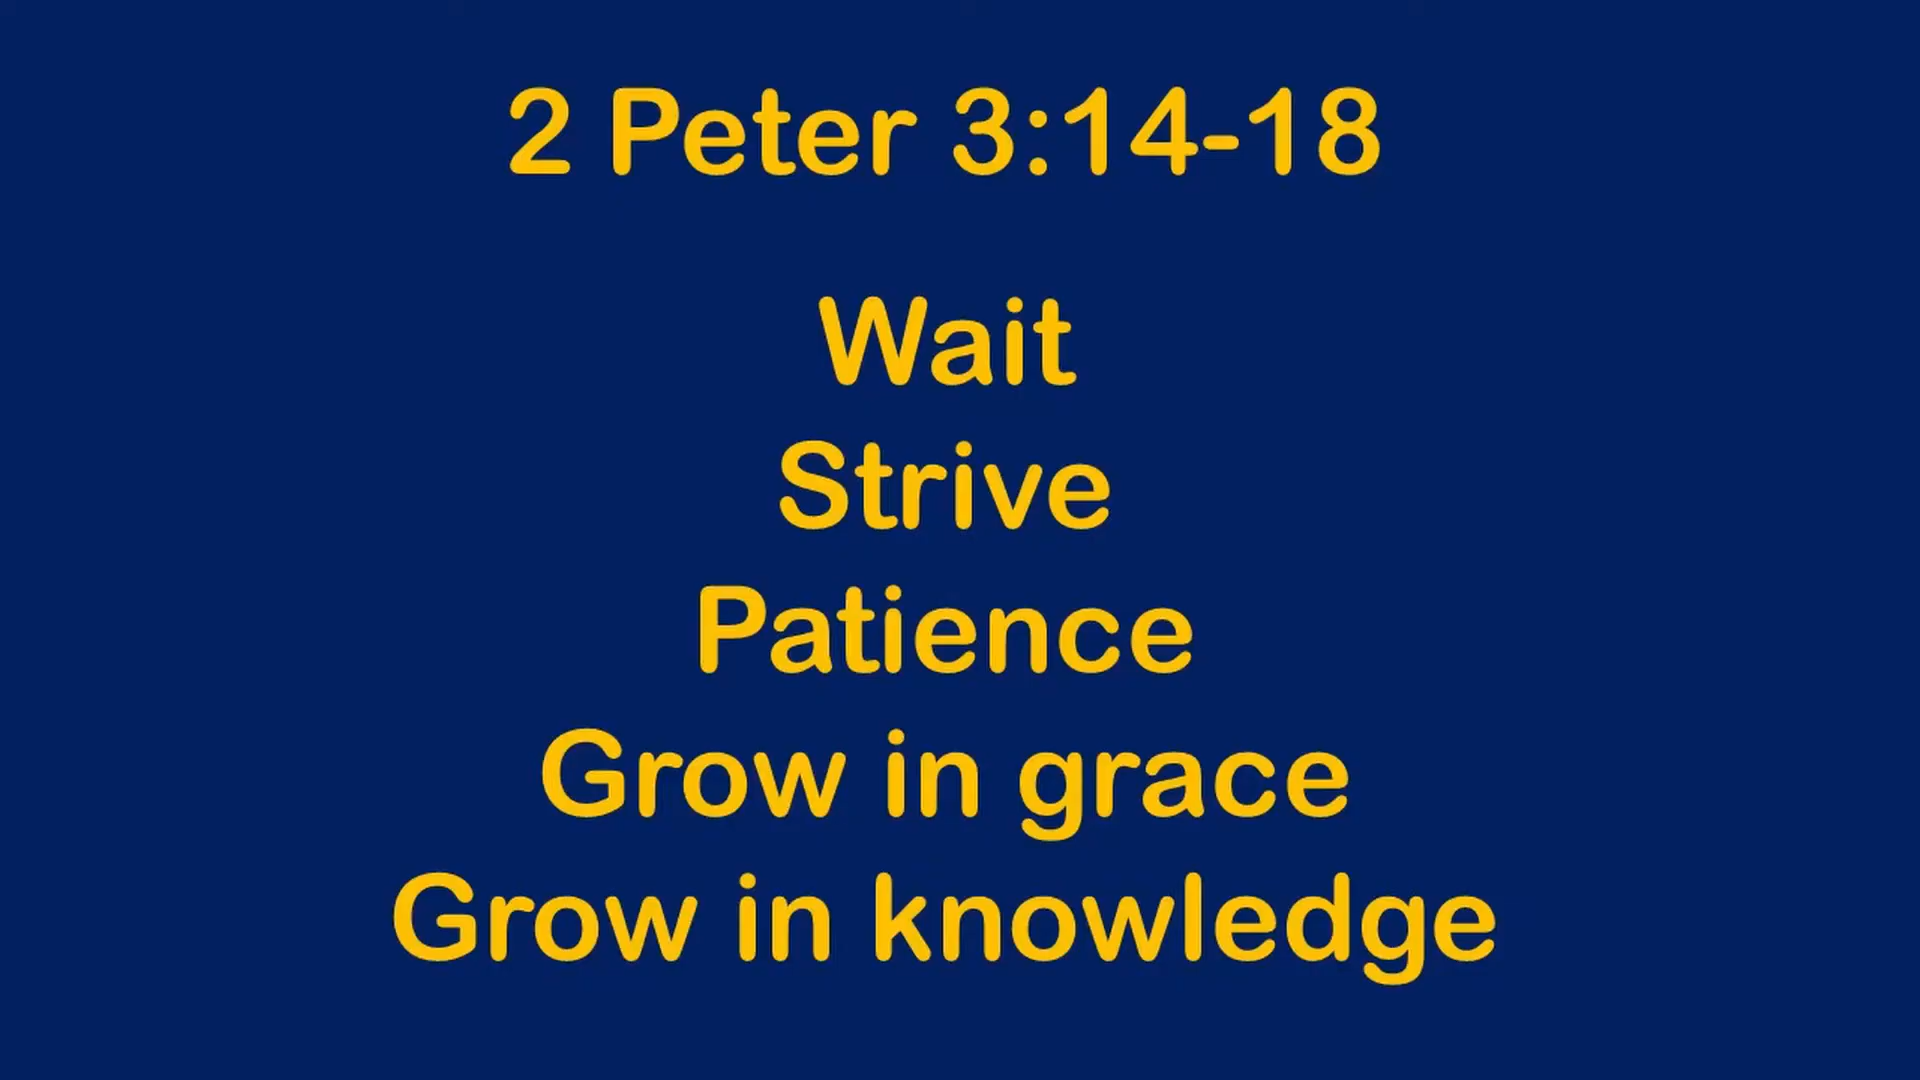 2 Peter 3:14-18
Wait
Strive
Patience
Grow in grace
Grow in knowledge